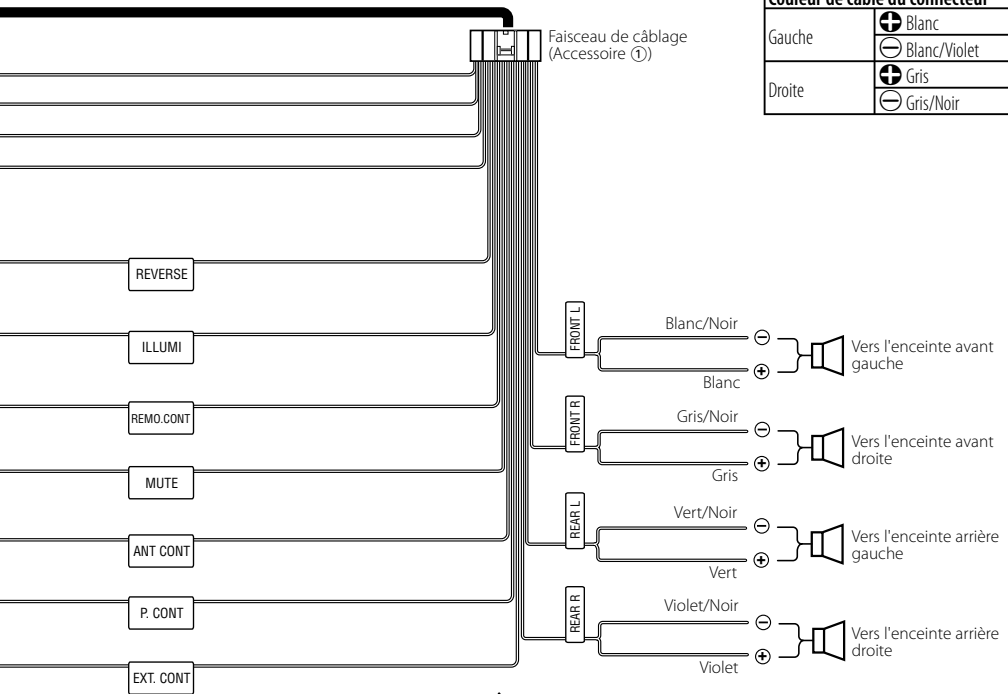 Couleur de câble du connecteur
Gauche
⊕ Blanc
⊖ Blanc/Violet
Droite
⊕ Gris
⊖ Gris/Noir
Faisceau de câblage
(Accessoire ①)
REVERSE
ILLUMI
REMO.CONT
MUTE
ANT CONT
P. CONT
EXT. CONT
FRONT L
Blanc/Noir
⊖
⊕
Blanc
Vers l'enceinte avant
gauche
FRONT R
Gris/Noir
⊖
⊕
Gris
Vers l'enceinte avant
droite
REAR L
Vert/Noir
⊖
⊕
Vert
Vers l'enceinte arrière
gauche
REAR R
Violet/Noir
⊖
⊕
Violet
Vers l'enceinte arrière
droite